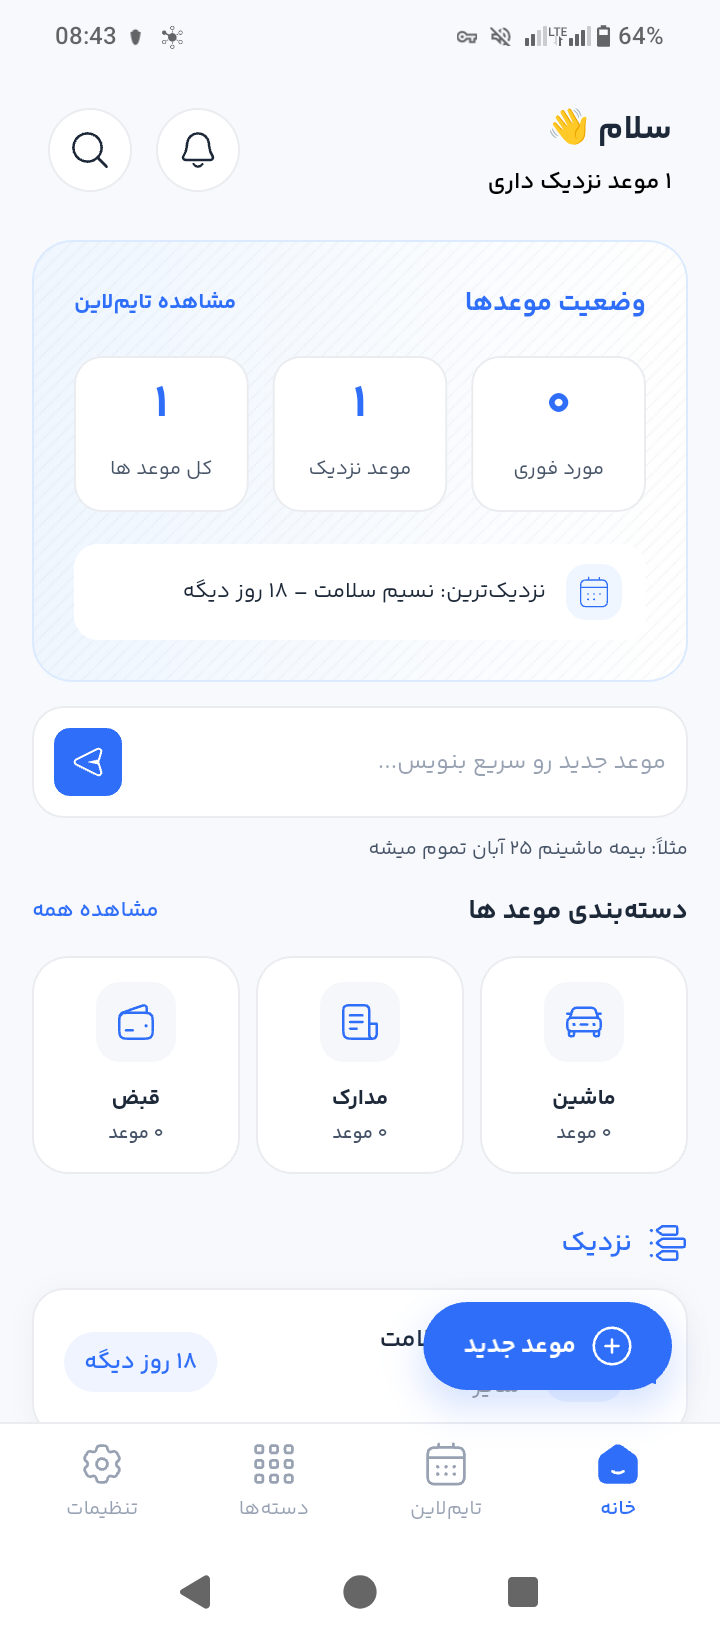 08:43
LTE
64%
سلام 👋
۱ موعد نزدیک داری
وضعیت موعدها
مشاهده تایم‌لاین
۰
مورد فوری
۱
موعد نزدیک
۱
کل موعد ها
نزدیک‌ترین: نسیم سلامت – ۱۸ روز دیگه
موعد جدید رو سریع بنویس...
مثلاً: بیمه ماشینم ۲۵ آبان تموم میشه
دسته‌بندی موعد ها
مشاهده همه
ماشین
۰ موعد
مدارک
۰ موعد
قبض
۰ موعد
نزدیک
۱۸ روز دیگه
موعد جدید
خانه
تایم‌لاین
دسته‌ها
تنظیمات